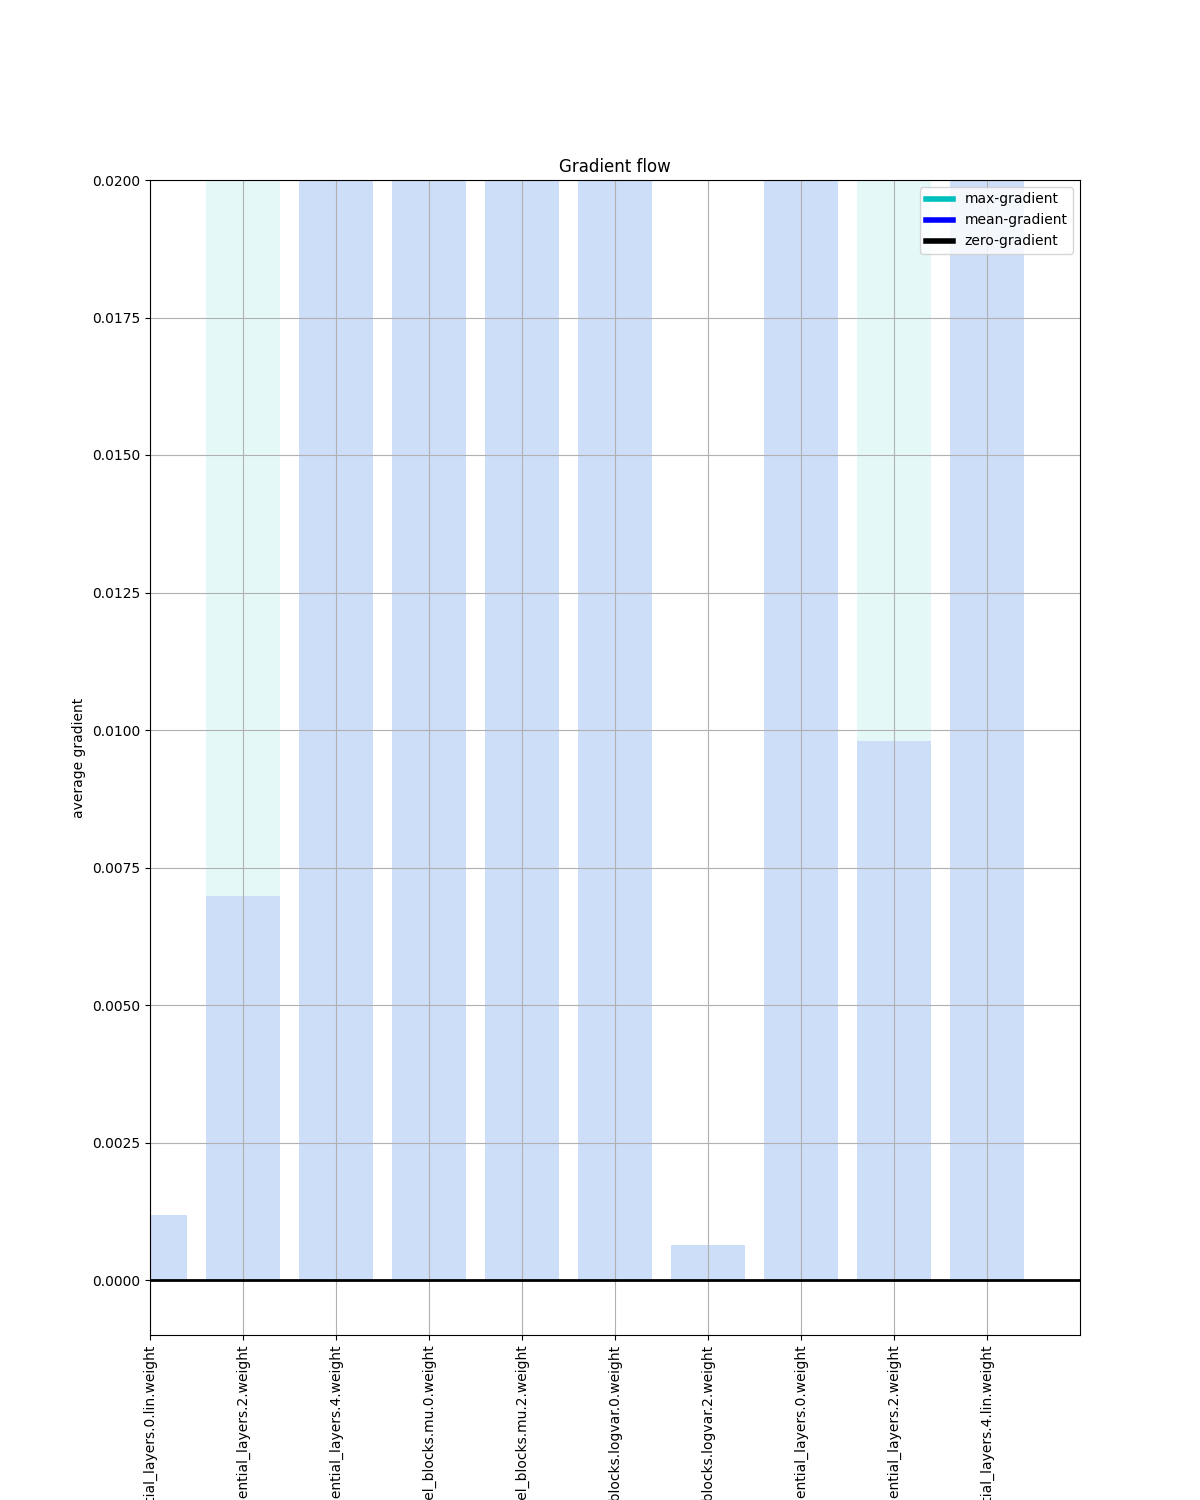 Gradient flow
max-gradient
mean-gradient
zero-gradient
0.0200
0.0175
0.0150
0.0125
0.0100
0.0075
0.0050
0.0025
0.0000
average gradient
tial_layers.0.lin.weight
ential_layers.2.weight
ential_layers.4.weight
el_blocks.mu.0.weight
el_blocks.mu.2.weight
blocks.logvar.0.weight
blocks.logvar.2.weight
ential_layers.0.weight
ential_layers.2.weight
tial_layers.4.lin.weight